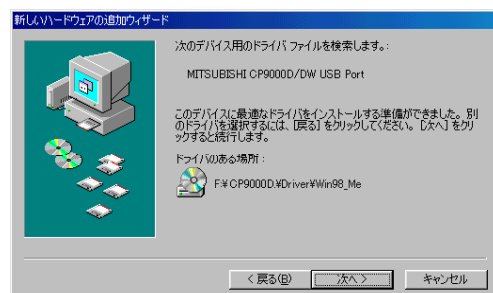 新しいハードウェアの追加ウィザード
次のデバイス用のドライバ ファイルを検索します。:
MITSUBISHI CP9000D/DW USB Port
このデバイスに最適なドライバをインストールする準備ができました。別
のドライバを選択するには、[戻る] をクリックしてください。[次へ] をクリ
ックすると続行します。
ドライバのある場所:
F:¥CP9000D¥Driver¥Win98_Me
< 戻る(B)
次へ >
キャンセル